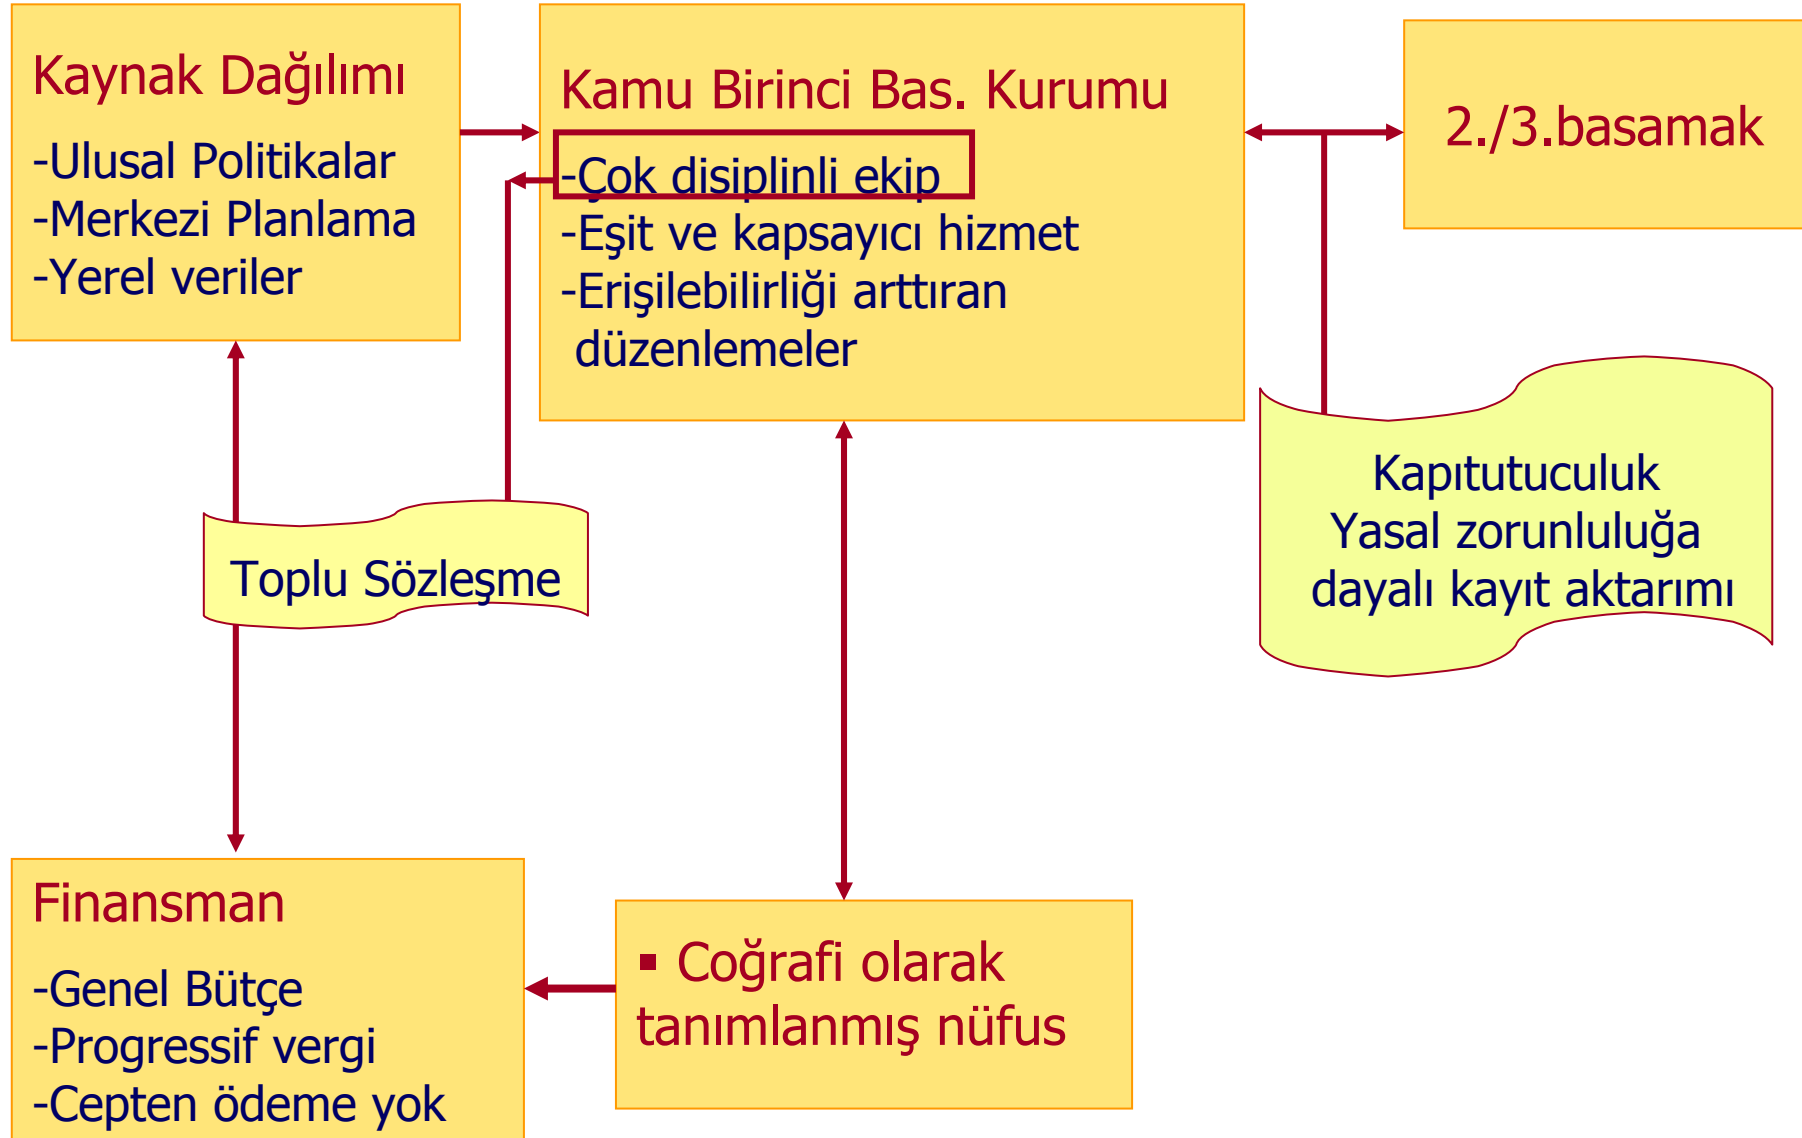 Kaynak Dağılımı
-Ulusal Politikalar
-Merkezi Planlama
-Yerel veriler
Kamu Birinci Bas. Kurumu
-Çok disiplinli ekip
-Eşit ve kapsayıcı hizmet
-Erişilebilirliği arttıran
düzenlemeler
2./3.basamak
Kapıtutuculuk
Yasal zorunluluğa
dayalı kayıt aktarımı
Toplu Sözleşme
Finansman
-Genel Bütçe
-Progressif vergi
-Cepten ödeme yok
▪ Coğrafi olarak
tanımlanmış nüfus